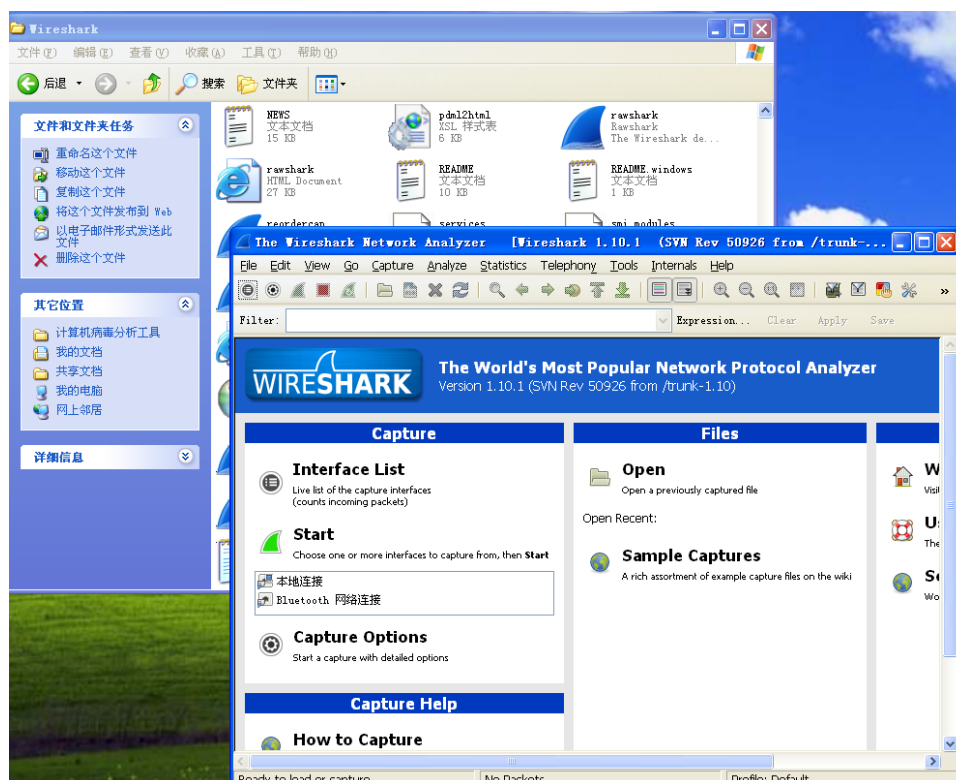 Wireshark
文件(F) 编辑(E) 查看(V) 收藏(A) 工具(T) 帮助(H)
后退 搜索 文件夹
文件和文件夹任务
重命名这个文件
移动这个文件
复制这个文件
将这个文件发布到 Web
以电子邮件形式发送此
文件
删除这个文件
其它位置
计算机病毒分析工具
我的文档
共享文档
我的电脑
网上邻居
详细信息
NEWS
文本文档
15 KB
pdml2html
XSL 样式表
6 KB
rawshark
Rawshark
The Wireshark de...
rawshark
HTML Document
27 KB
README
文本文档
10 KB
README.windows
文本文档
1 KB
reordercap
services
smi_modules
The Wireshark Network Analyzer [Wireshark 1.10.1 (SVN Rev 50926 from /trunk-...
File Edit View Go Capture Analyze Statistics Telephony Tools Internals Help
Filter: Expression... Clear Apply Save
WIRESHARK
The World's Most Popular Network Protocol Analyzer
Version 1.10.1 (SVN Rev 50926 from /trunk-1.10)
Capture
Interface List
Live list of the capture interfaces
(counts incoming packets)
Start
Choose one or more interfaces to capture from, then Start
本地连接
Bluetooth 网络连接
Capture Options
Start a capture with detailed options
Capture Help
How to Capture
Files
Open
Open a previously captured file
Open Recent:
Sample Captures
A rich assortment of example capture files on the wiki
W
Visi
U
The
S
Wo
Ready to load or capture No Packets Profile: Default